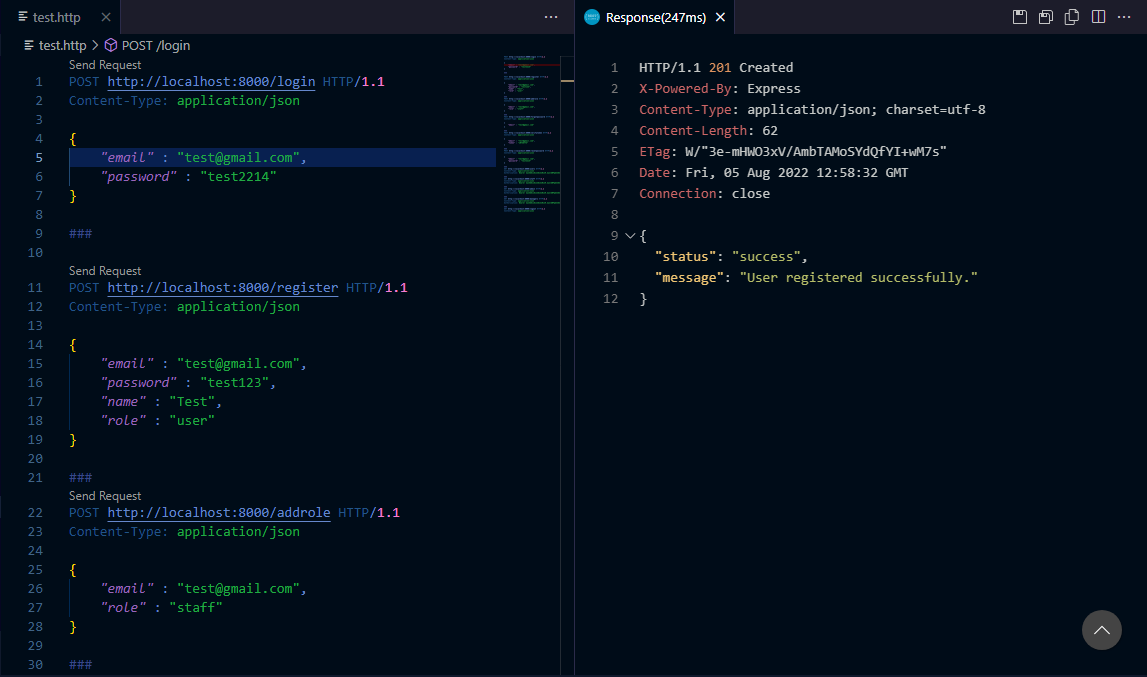 test.http
test.http > POST /login
Send Request
1 POST http://localhost:8000/login HTTP/1.1
2 Content-Type: application/json
3
4 {
5 "email" : "test@gmail.com",
6 "password" : "test2214"
7 }
8
9 ###
10
Send Request
11 POST http://localhost:8000/register HTTP/1.1
12 Content-Type: application/json
13
14 {
15 "email" : "test@gmail.com",
16 "password" : "test123",
17 "name" : "Test",
18 "role" : "user"
19 }
20
21 ###
Send Request
22 POST http://localhost:8000/addrole HTTP/1.1
23 Content-Type: application/json
24
25 {
26 "email" : "test@gmail.com",
27 "role" : "staff"
28 }
29
30 ###
Response(247ms)
1 HTTP/1.1 201 Created
2 X-Powered-By: Express
3 Content-Type: application/json; charset=utf-8
4 Content-Length: 62
5 ETag: W/"3e-mHWO3xV/AmbTAMoSYdQfYI+wM7s"
6 Date: Fri, 05 Aug 2022 12:58:32 GMT
7 Connection: close
8
9 {
10 "status": "success",
11 "message": "User registered successfully."
12 }